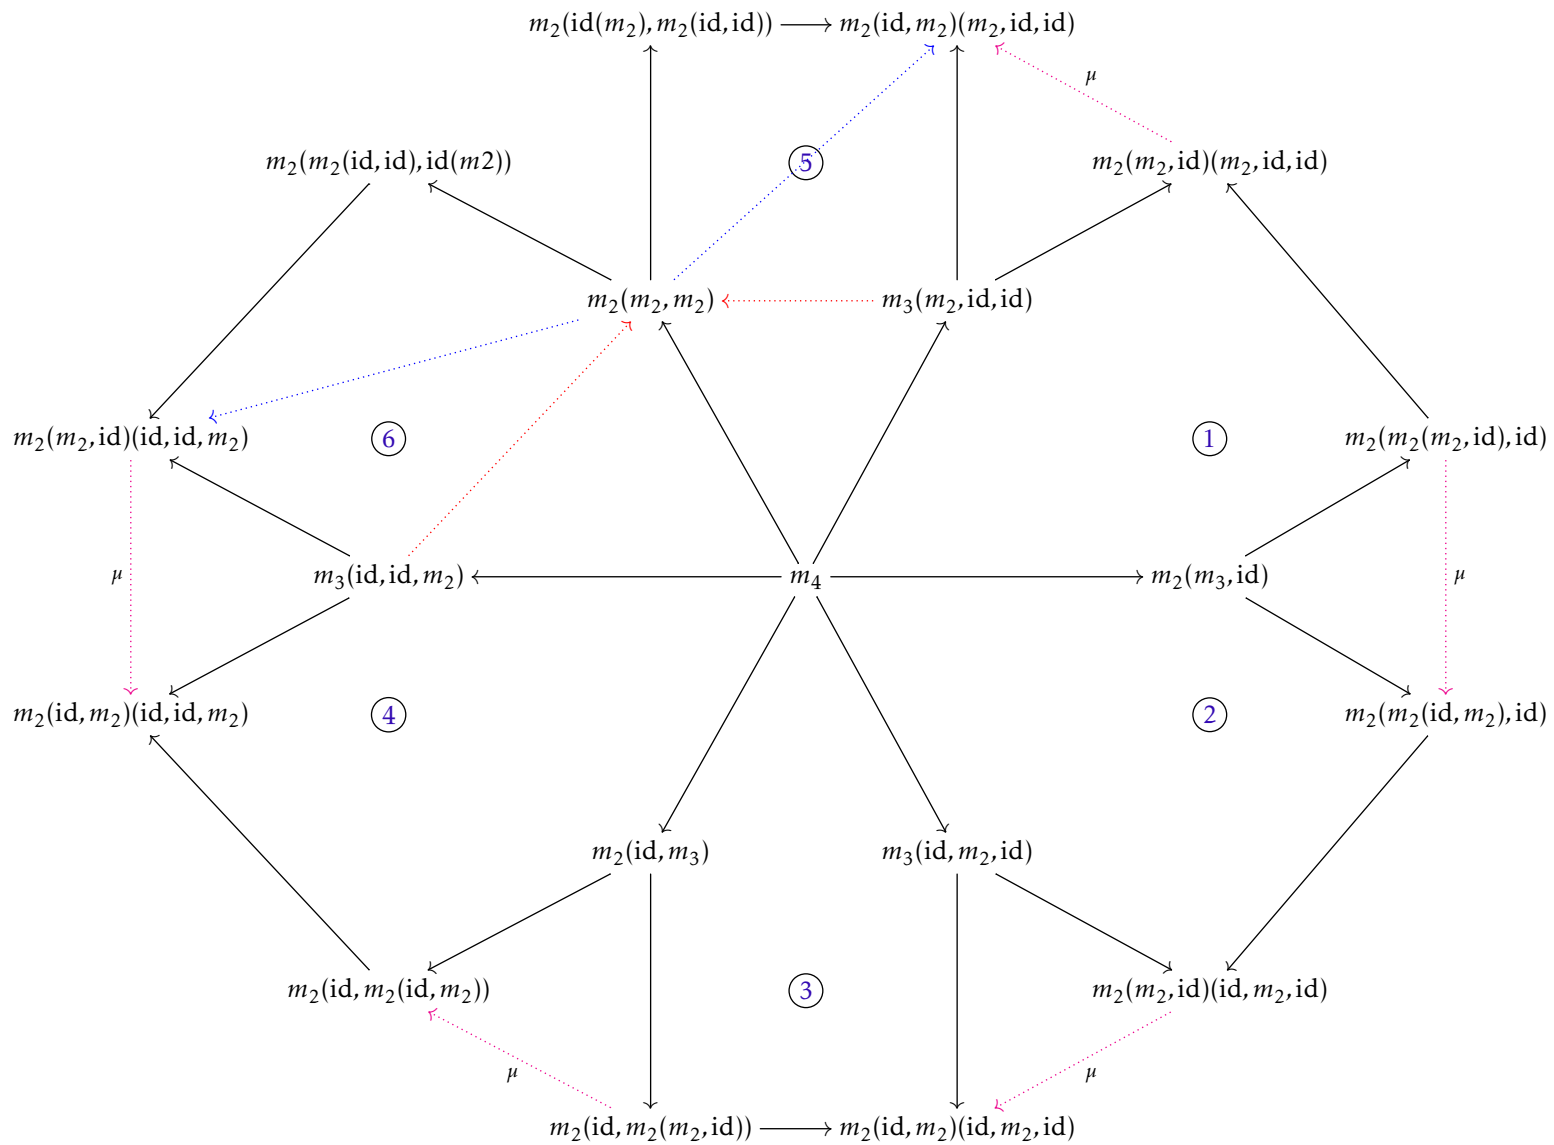 m₂(id(m₂),m₂(id,id)) m₂(id,m₂)(m₂,id,id)
μ
m₂(m₂(id,id),id(m2)) 5 m₂(m₂,id)(m₂,id,id)
m₂(m₂,m₂) m₃(m₂,id,id)
m₂(m₂,id)(id,id,m₂) 6 1 m₂(m₂(m₂,id),id)
μ m₃(id,id,m₂) m₄ m₂(m₃,id) μ
m₂(id,m₂)(id,id,m₂) 4 2 m₂(m₂(id,m₂),id)
m₂(id,m₃) m₃(id,m₂,id)
m₂(id,m₂(id,m₂)) 3 m₂(m₂,id)(id,m₂,id)
μ μ
m₂(id,m₂(m₂,id)) m₂(id,m₂)(id,m₂,id)